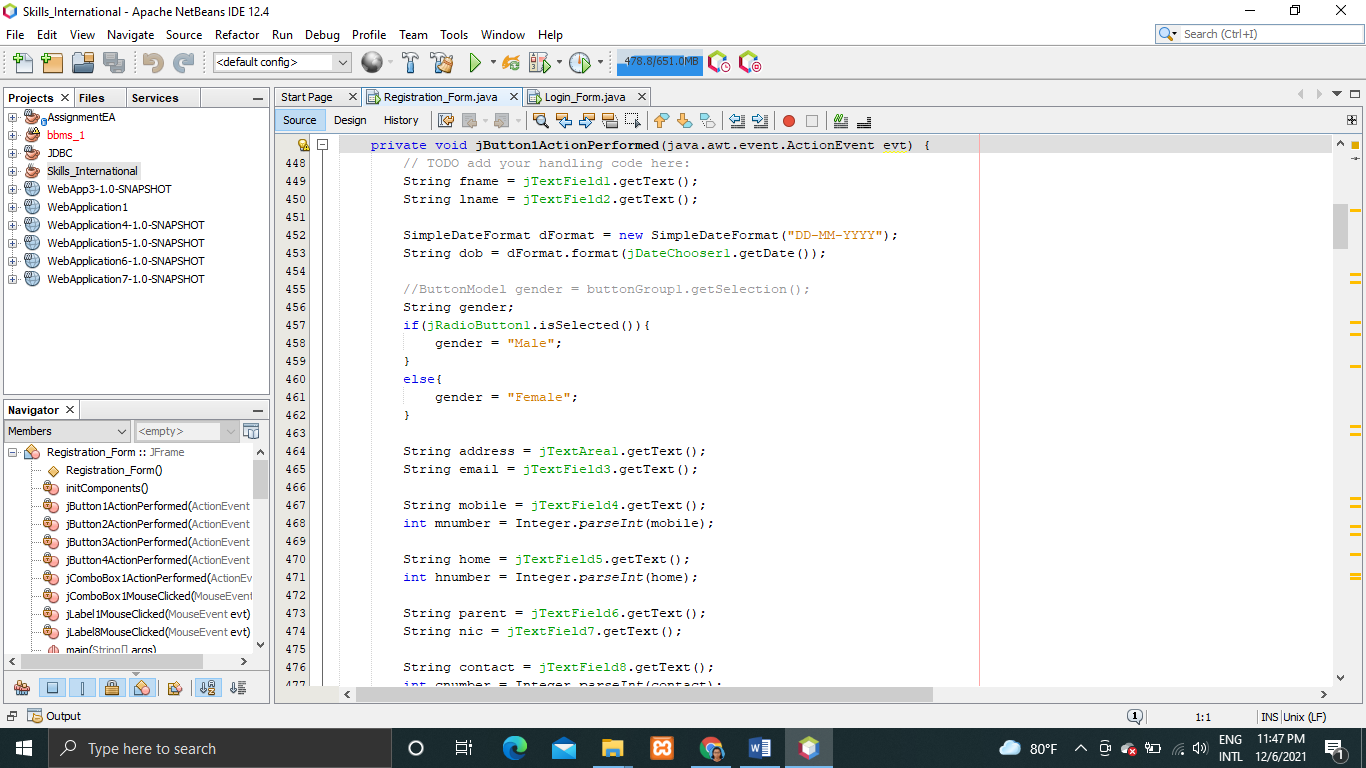 Skills_International - Apache NetBeans IDE 12.4
File Edit View Navigate Source Refactor Run Debug Profile Team Tools Window Help
Search (Ctrl+I)
<default config>
478.8/651.0MB
Projects Files Services
AssignmentEA
bbms_1
JDBC
Skills_International
WebApp3-1.0-SNAPSHOT
WebApplication1
WebApplication4-1.0-SNAPSHOT
WebApplication5-1.0-SNAPSHOT
WebApplication6-1.0-SNAPSHOT
WebApplication7-1.0-SNAPSHOT
Navigator
Members
<empty>
Registration_Form :: JFrame
Registration_Form()
initComponents()
jButton1ActionPerformed(ActionEvent
jButton2ActionPerformed(ActionEvent
jButton3ActionPerformed(ActionEvent
jButton4ActionPerformed(ActionEvent
jComboBox1ActionPerformed(ActionEv
jComboBox1MouseClicked(MouseEvent
jLabel1MouseClicked(MouseEvent evt)
jLabel8MouseClicked(MouseEvent evt)
main(String[] args)
Start Page Registration_Form.java Login_Form.java
Source Design History
private void jButton1ActionPerformed(java.awt.event.ActionEvent evt) {
448 // TODO add your handling code here:
449 String fname = jTextField1.getText();
450 String lname = jTextField2.getText();
451
452 SimpleDateFormat dFormat = new SimpleDateFormat("DD-MM-YYYY");
453 String dob = dFormat.format(jDateChooser1.getDate());
454
455 //ButtonModel gender = buttonGroup1.getSelection();
456 String gender;
457 if(jRadioButton1.isSelected()){
458 gender = "Male";
459 }
460 else{
461 gender = "Female";
462 }
463
464 String address = jTextArea1.getText();
465 String email = jTextField3.getText();
466
467 String mobile = jTextField4.getText();
468 int mnumber = Integer.parseInt(mobile);
469
470 String home = jTextField5.getText();
471 int hnumber = Integer.parseInt(home);
472
473 String parent = jTextField6.getText();
474 String nic = jTextField7.getText();
475
476 String contact = jTextField8.getText();
477 int cnumber = Integer.parseInt(contact);
Output
1
1:1
INS
Unix (LF)
Type here to search
80°F
ENG
INTL
11:47 PM
12/6/2021
1